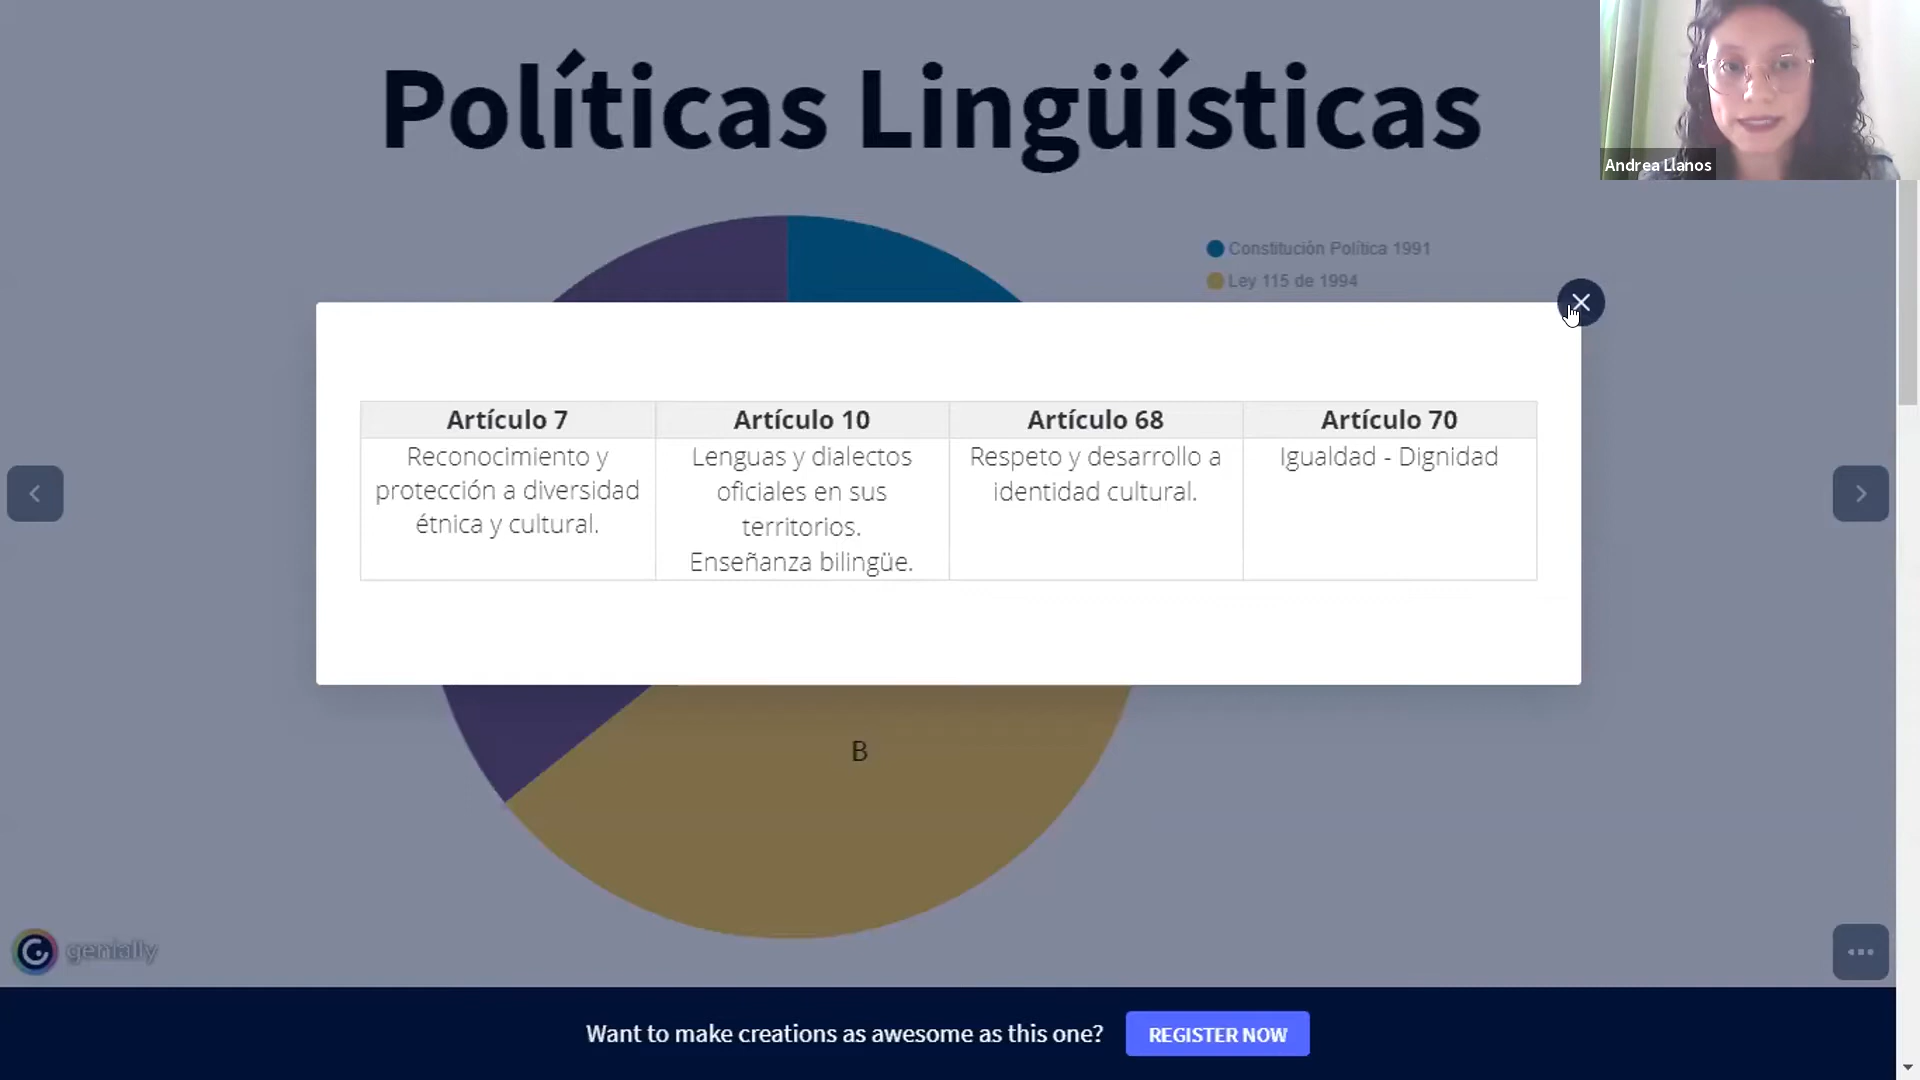 Políticas Lingüísticas
Andrea Llanos
Constitución Política 1991
Ley 115 de 1994
Artículo 7
Reconocimiento y
protección a diversidad
étnica y cultural.
Artículo 10
Lenguas y dialectos
oficiales en sus
territorios.
Enseñanza bilingüe.
Artículo 68
Respeto y desarrollo a
identidad cultural.
Artículo 70
Igualdad - Dignidad
B
genially
Want to make creations as awesome as this one?
REGISTER NOW